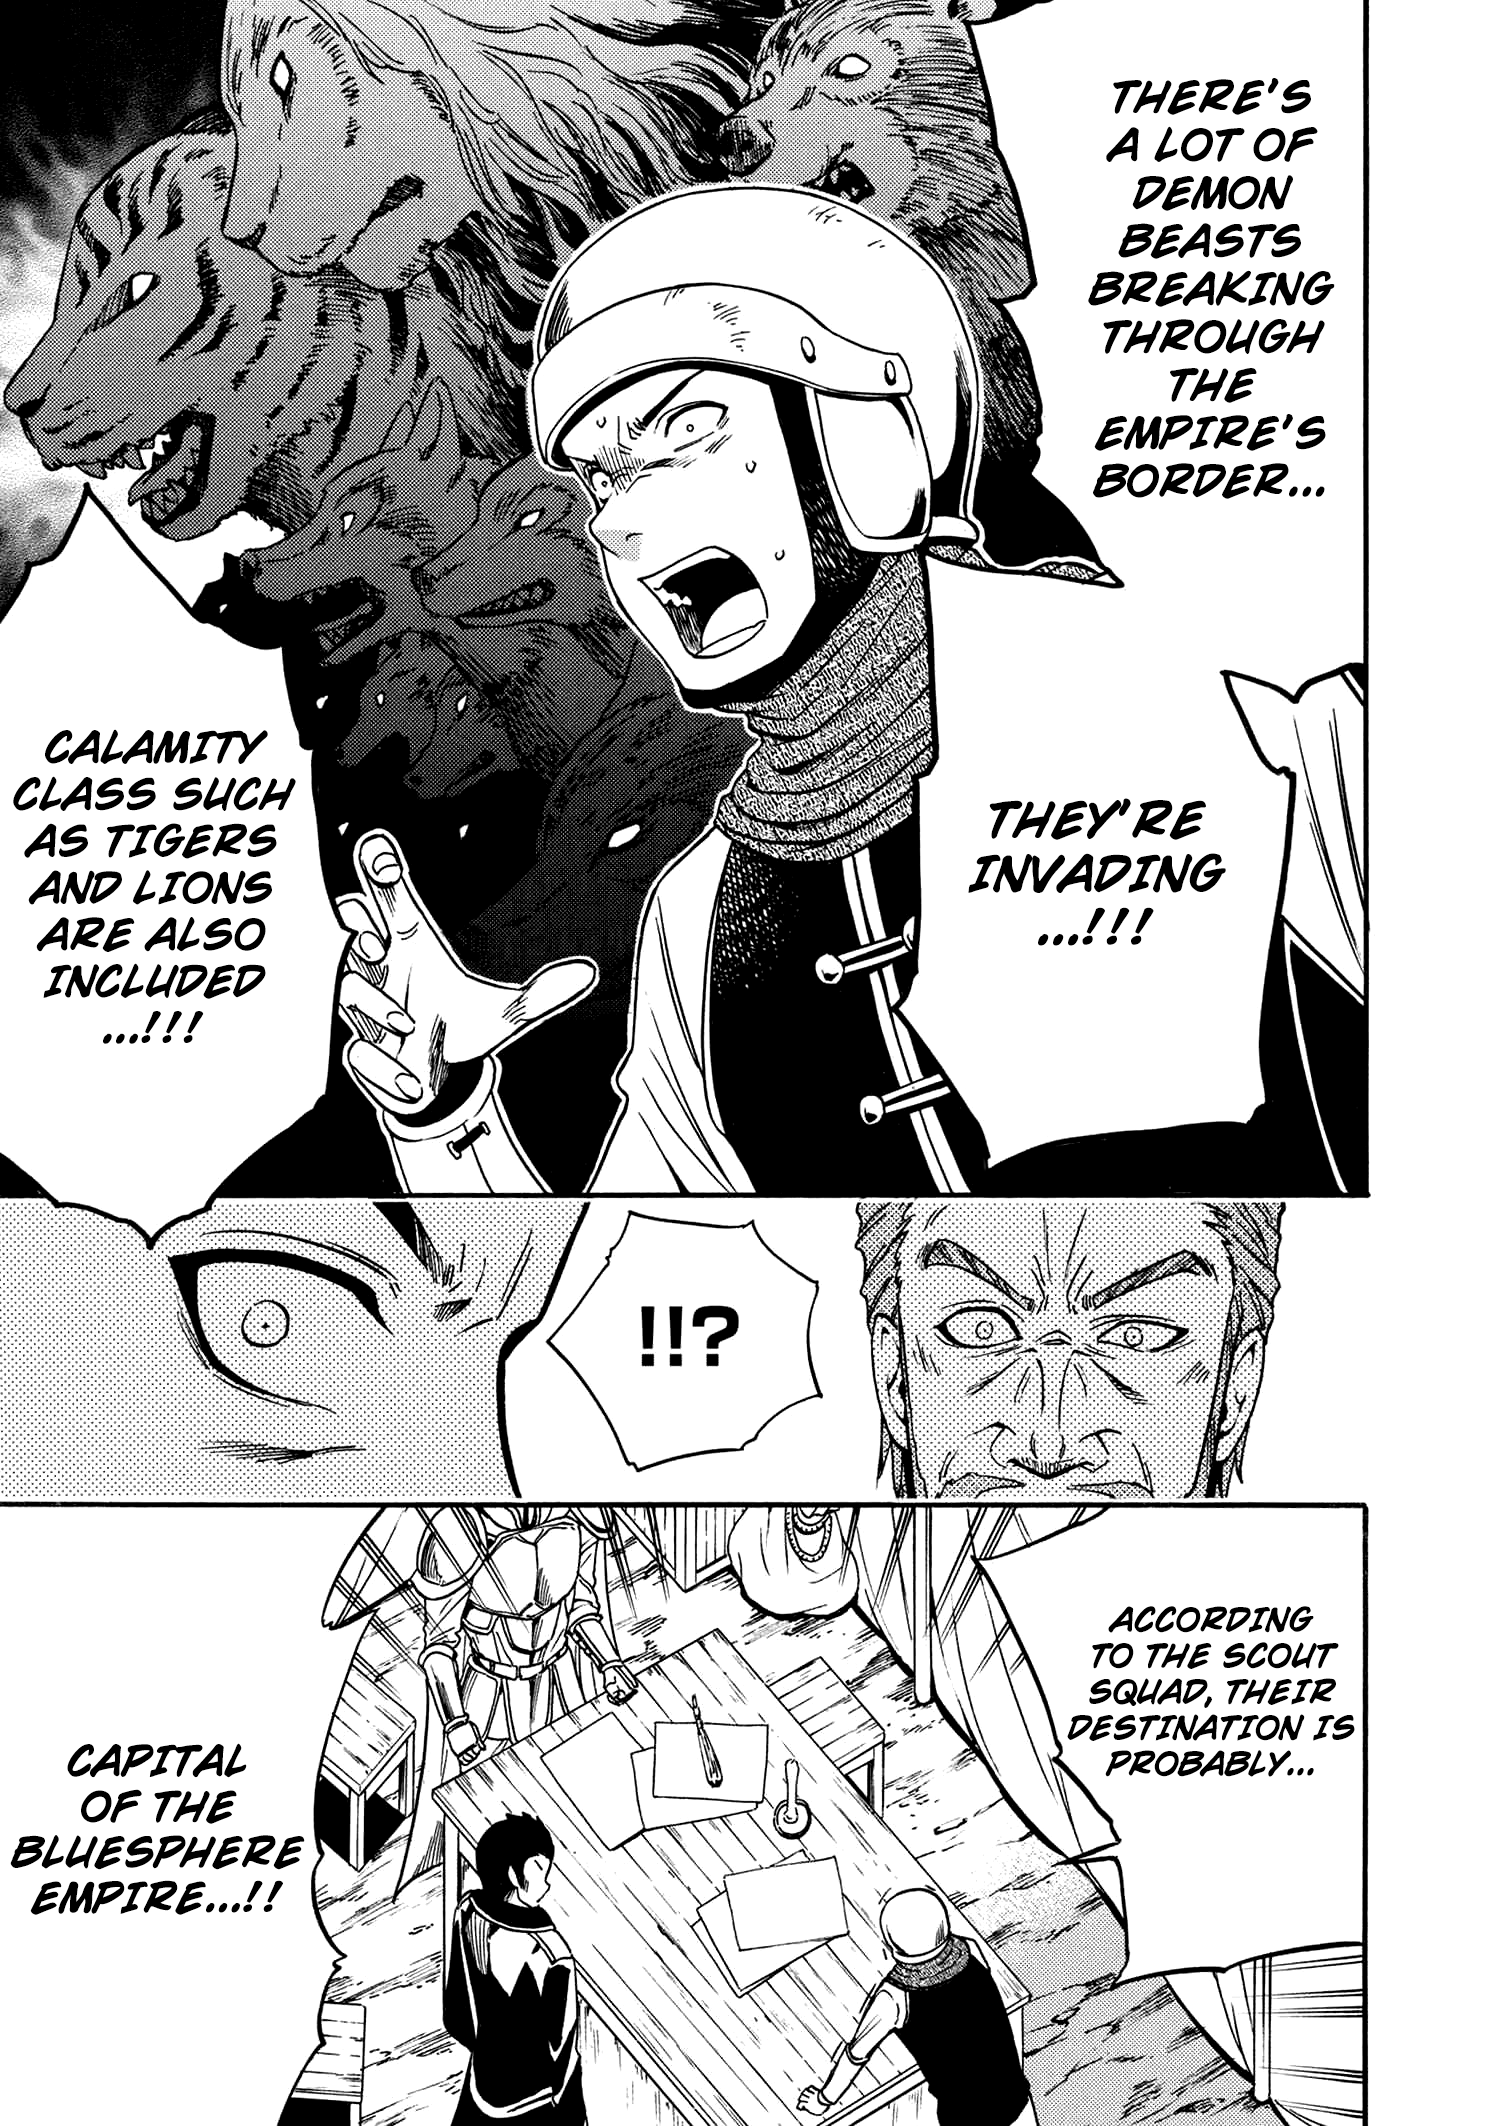 THERE'S
A LOT OF
DEMON
BEASTS
BREAKING
THROUGH
THE
EMPIRE'S
BORDER...
THEY'RE
INVADING
...!!!
CALAMITY
CLASS SUCH
AS TIGERS
AND LIONS
ARE ALSO
INCLUDED
...!!!
!!?
ACCORDING
TO THE SCOUT
SQUAD, THEIR
DESTINATION IS
PROBABLY...
CAPITAL
OF THE
BLUESPHERE
EMPIRE...!!